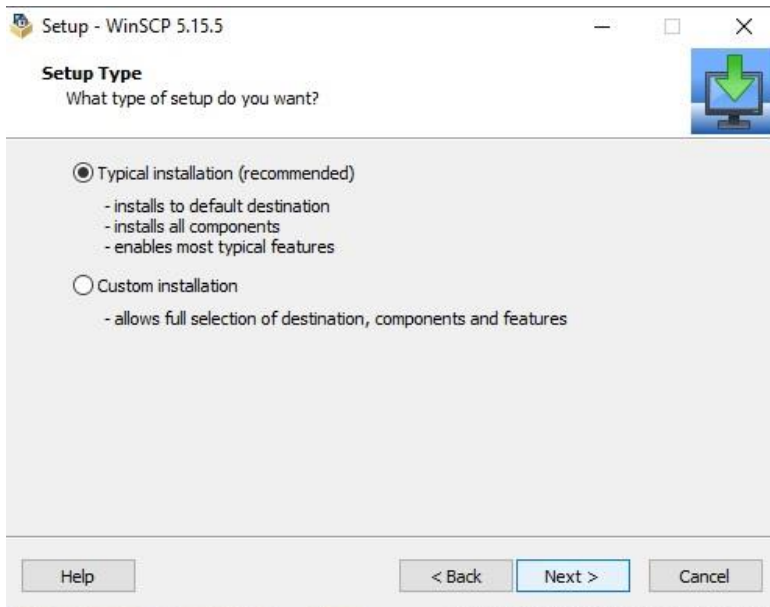 Setup - WinSCP 5.15.5
Setup Type
What type of setup do you want?
Typical installation (recommended)
- installs to default destination
- installs all components
- enables most typical features
Custom installation
- allows full selection of destination, components and features
Help
< Back
Next >
Cancel